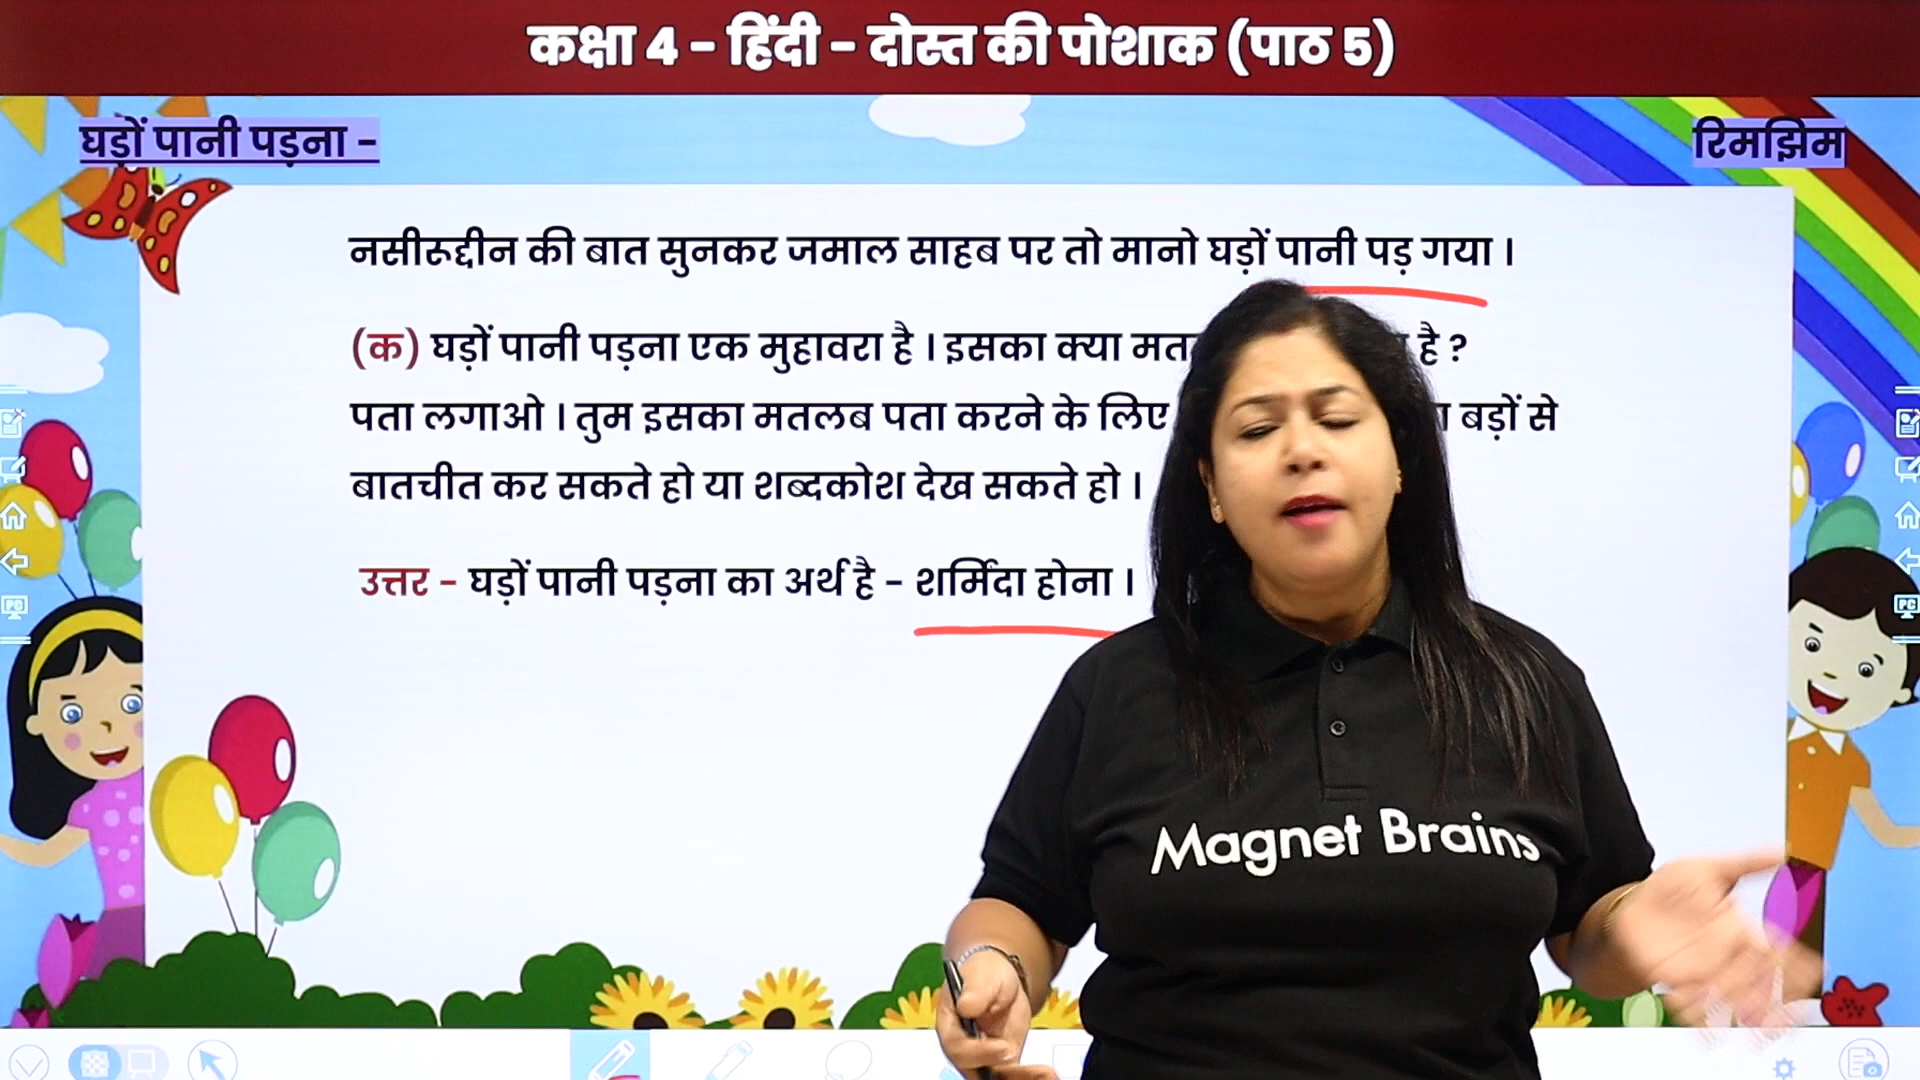 कक्षा 4 - हिंदी - दोस्त की पोशाक (पाठ 5)
घड़ों पानी पड़ना -
रिमझिम
नसीरूद्दीन की बात सुनकर जमाल साहब पर तो मानो घड़ों पानी पड़ गया ।
(क) घड़ों पानी पड़ना एक मुहावरा है । इसका क्या है ?
पता लगाओ । तुम इसका मतलब पता करने के लिए बड़ों से
बातचीत कर सकते हो या शब्दकोश देख सकते हो ।
उत्तर - घड़ों पानी पड़ना का अर्थ है - शर्मिंदा होना ।
Magnet Brains
PC
PC